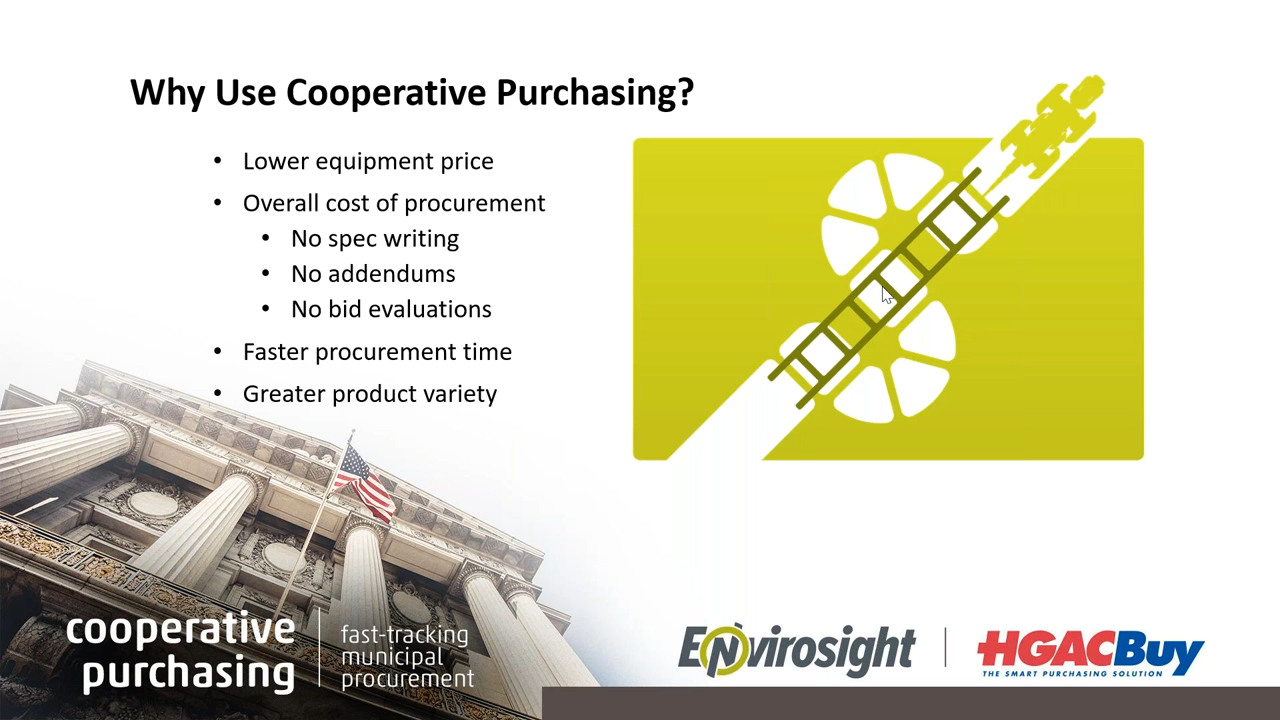 Why Use Cooperative Purchasing?
• Lower equipment price
• Overall cost of procurement
• No spec writing
• No addendums
• No bid evaluations
• Faster procurement time
• Greater product variety
cooperative
purchasing
fast-tracking
municipal
procurement
Envirosight
HGACBuy
THE SMART PURCHASING SOLUTION